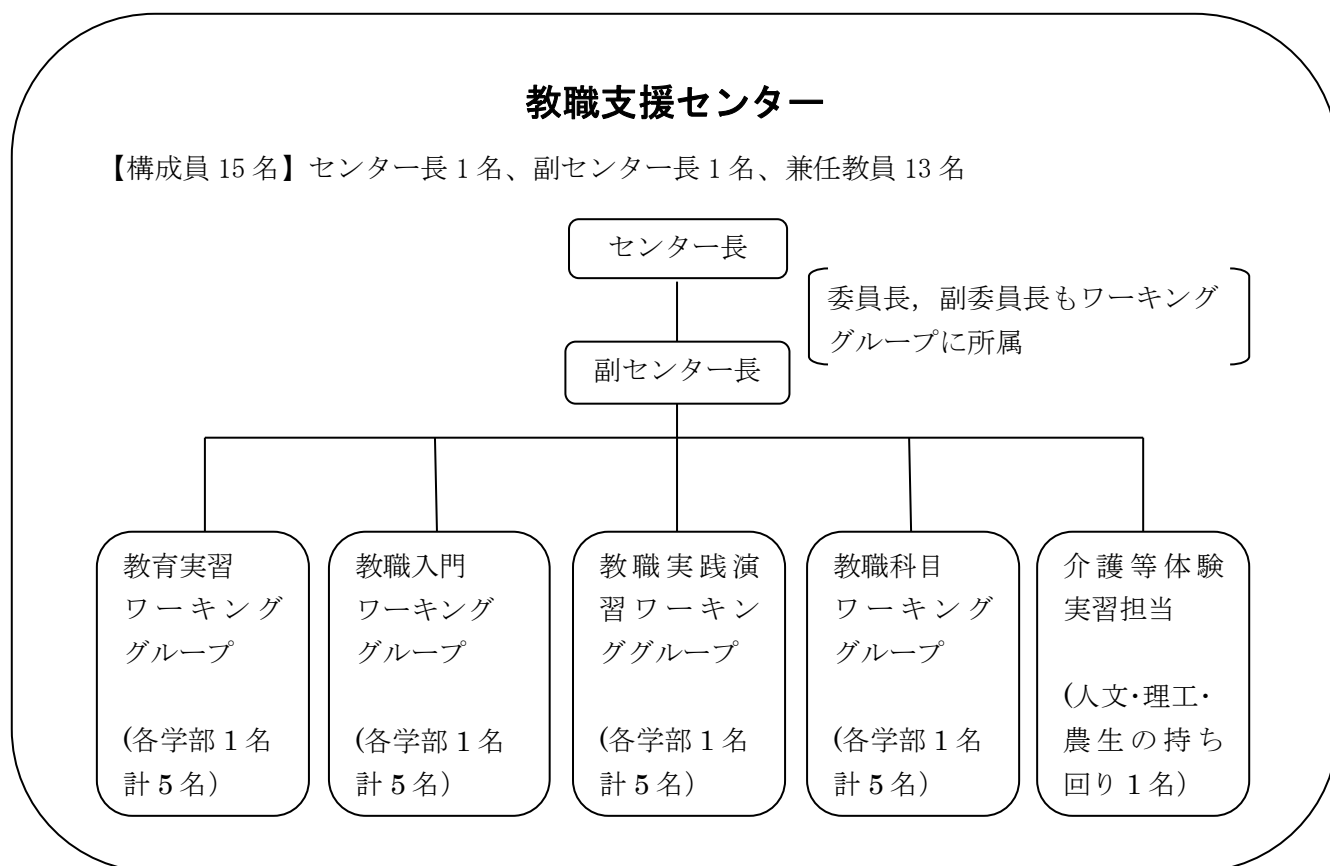 教職支援センター
【構成員 15 名】センター長 1 名、副センター長 1 名、兼任教員 13 名
センター長
委員長，副委員長もワーキング
グループに所属
副センター長
教育実習
ワーキング
グループ
(各学部 1 名
計 5 名)
教職入門
ワーキング
グループ
(各学部 1 名
計 5 名)
教職実践演
習ワーキン
ググループ
(各学部 1 名
計 5 名)
教職科目
ワーキング
グループ
(各学部 1 名
計 5 名)
介護等体験
実習担当
(人文・理工・
農生の持ち
回り 1 名)